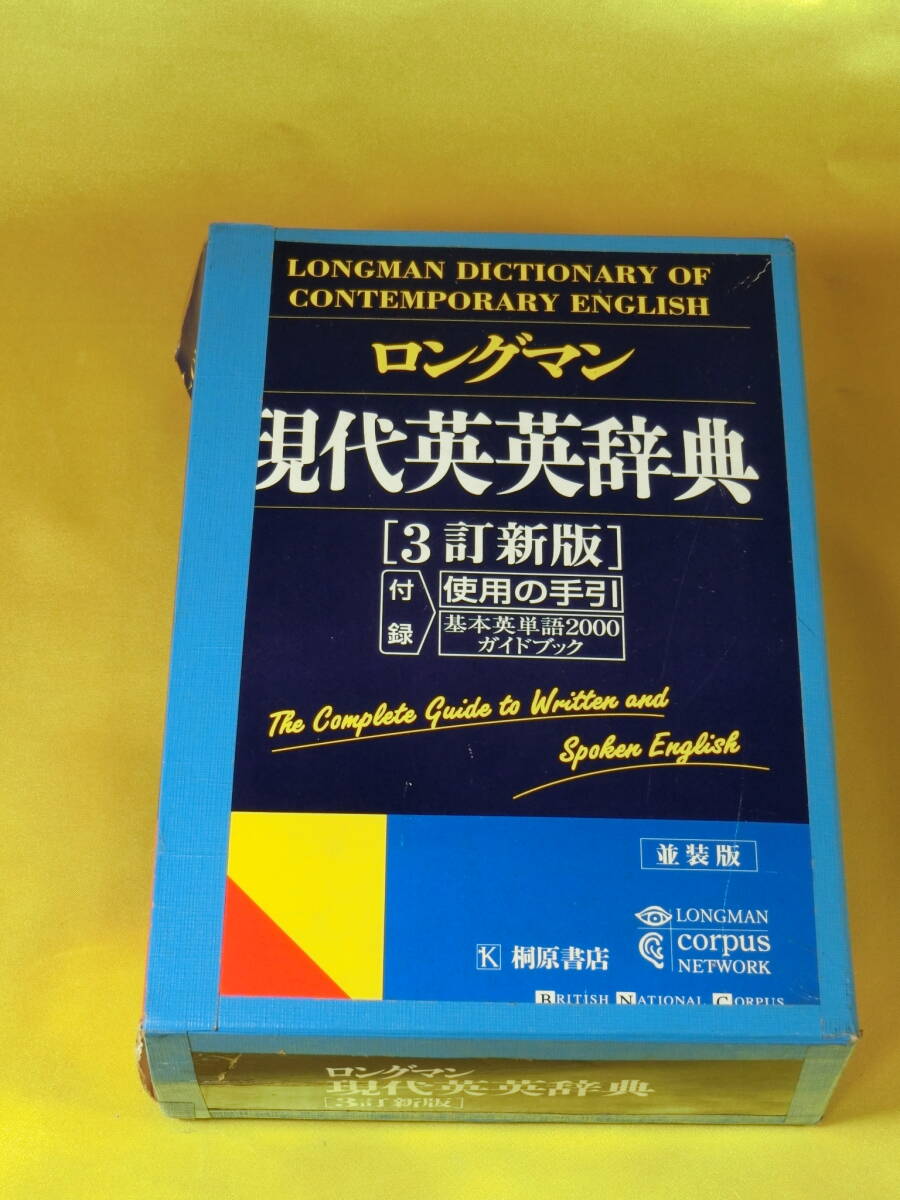 LONGMAN DICTIONARY OF
CONTEMPORARY ENGLISH
ロングマン
現代英英辞典
[3訂新版]
付録
使用の手引
基本英単語2000
ガイドブック
The Complete Guide to Written and
Spoken English
並装版
LONGMAN
corpus
NETWORK
K 桐原書店
BRITISH NATIONAL CORPUS
ロングマン
現代英英辞典
[3訂新版]